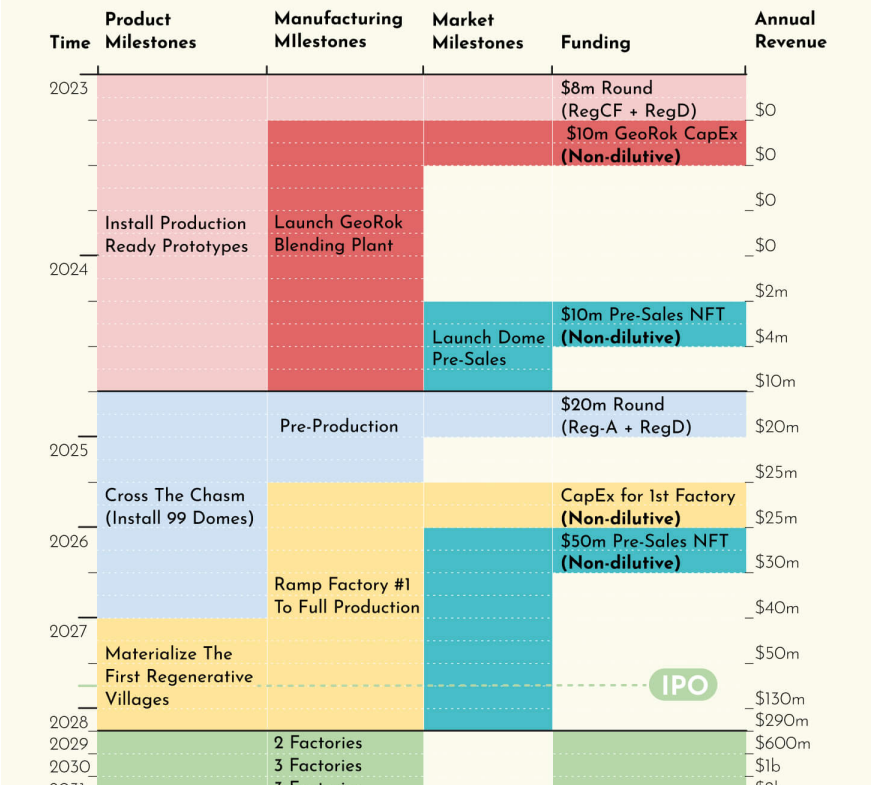 Time
Product
Milestones
Manufacturing
MIlestones
Market
Milestones
Funding
Annual
Revenue
2023
$8m Round
(RegCF + RegD)
$0
$10m GeoRok CapEx
(Non-dilutive)
$0
$0
Install Production
Ready Prototypes
Launch GeoRok
Blending Plant
$0
2024
$2m
$10m Pre-Sales NFT
(Non-dilutive)
$4m
Launch Dome
Pre-Sales
$10m
$20m Round
(Reg-A + RegD)
Pre-Production
$20m
2025
$25m
Cross The Chasm
(Install 99 Domes)
CapEx for 1st Factory
(Non-dilutive)
$25m
2026
$50m Pre-Sales NFT
(Non-dilutive)
$30m
Ramp Factory #1
To Full Production
$40m
2027
Materialize The
First Regenerative
Villages
$50m
IPO
$130m
2028
$290m
2029
2 Factories
$600m
2030
3 Factories
$1b